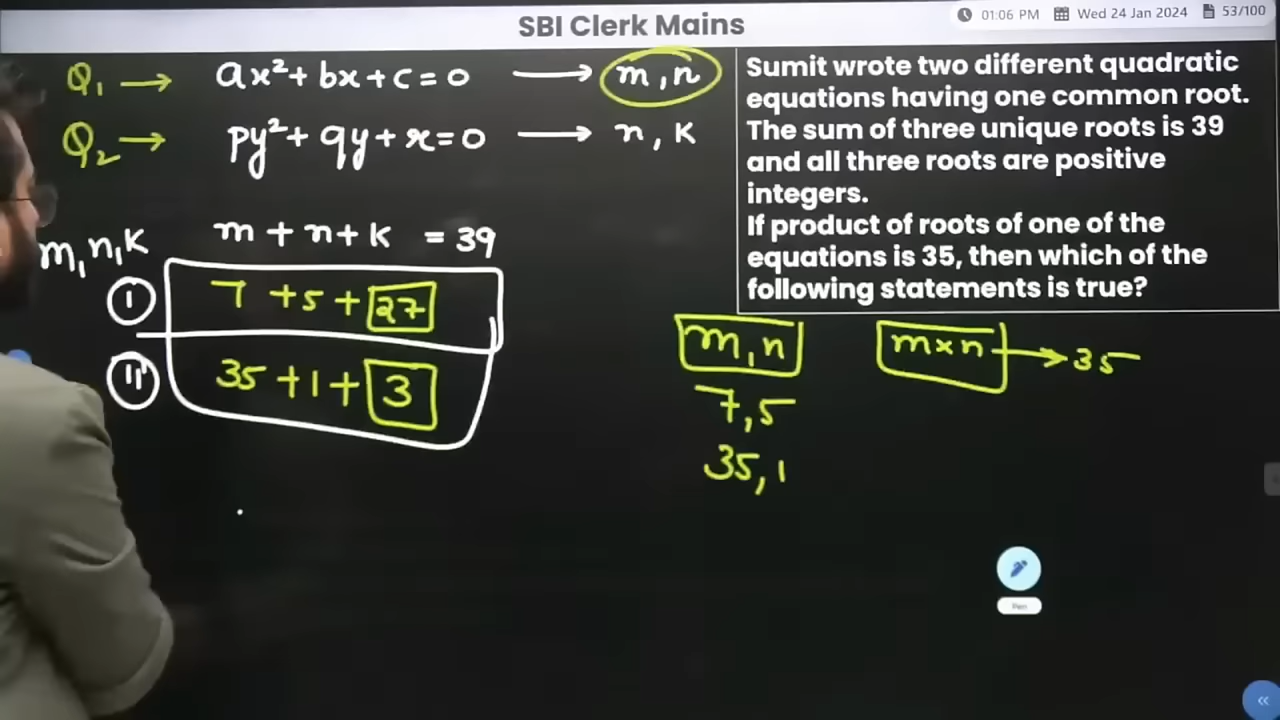 SBI Clerk Mains
01:06 PM Wed 24 Jan 2024 53/100
Q₁ → ax² + bx + c = 0 → m, n
Q₂ → py² + qy + r = 0 → n, K
Sumit wrote two different quadratic
equations having one common root.
The sum of three unique roots is 39
and all three roots are positive
integers.
If product of roots of one of the
equations is 35, then which of the
following statements is true?
m, n, K
m + n + K = 39
I 7 + 5 + 27
II 35 + 1 + 3
m, n
7, 5
35, 1
m × n → 35
Pen